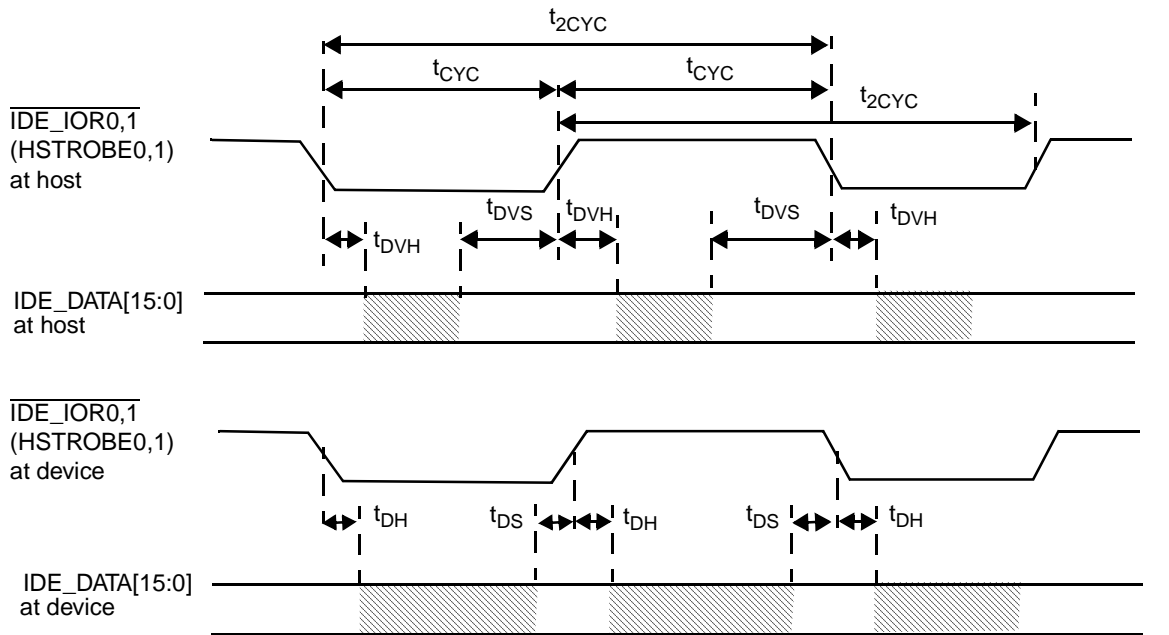 t2CYC
tCYC tCYC
t2CYC
IDE_IOR0,1
(HSTROBE0,1)
at host
tDVS tDVH tDVS tDVH
tDVH
IDE_DATA[15:0]
at host
IDE_IOR0,1
(HSTROBE0,1)
at device
tDH tDS tDH tDS tDH
IDE_DATA[15:0]
at device